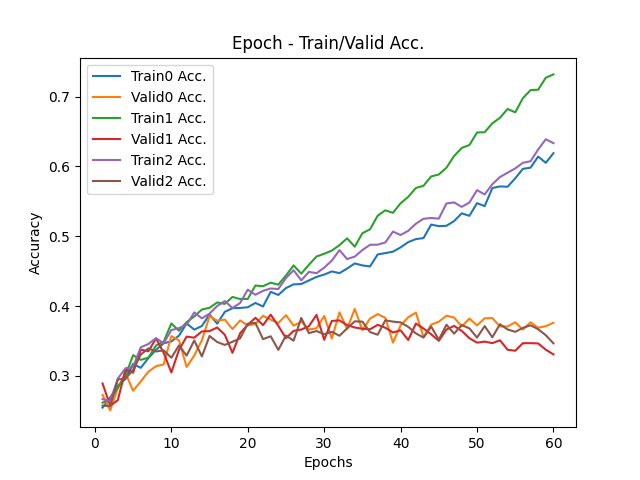 Epoch - Train/Valid Acc.
Train0 Acc.
Valid0 Acc.
Train1 Acc.
Valid1 Acc.
Train2 Acc.
Valid2 Acc.
Accuracy
0.7
0.6
0.5
0.4
0.3
0 10 20 30 40 50 60
Epochs